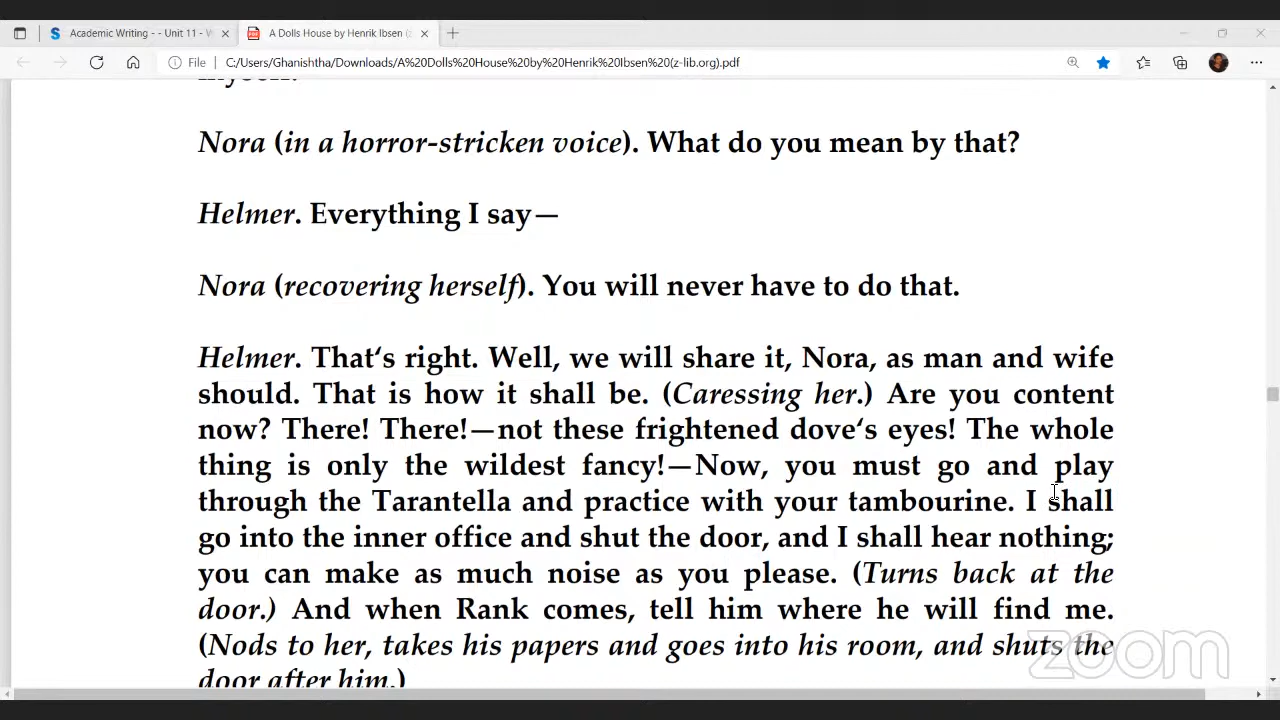 Academic Writing - - Unit 11 - W
A Dolls House by Henrik Ibsen (z
File
C:/Users/Ghanishtha/Downloads/A%20Dolls%20House%20by%20Henrik%20Ibsen%20(z-lib.org).pdf
myself.
Nora (in a horror-stricken voice). What do you mean by that?
Helmer. Everything I say—
Nora (recovering herself). You will never have to do that.
Helmer. That‘s right. Well, we will share it, Nora, as man and wife
should. That is how it shall be. (Caressing her.) Are you content
now? There! There!—not these frightened dove‘s eyes! The whole
thing is only the wildest fancy!—Now, you must go and play
through the Tarantella and practice with your tambourine. I shall
go into the inner office and shut the door, and I shall hear nothing;
you can make as much noise as you please. (Turns back at the
door.) And when Rank comes, tell him where he will find me.
(Nods to her, takes his papers and goes into his room, and shuts the
door after him.)
zoom